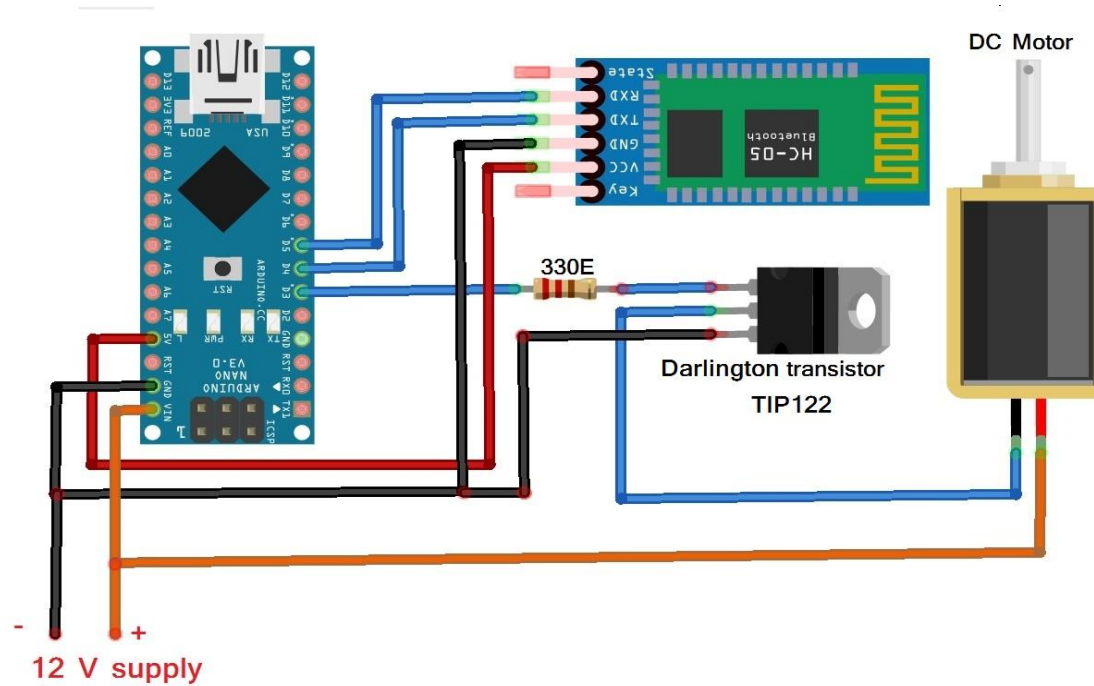 DC Motor
D13
3V3
REF
A0
A1
A2
A3
A4
A5
A6
A7
5V
RST
GND
VIN
D12
D11
D10
D9
D8
D7
D6
D5
D4
D3
D2
GND
RST
RX0
TX1
2009
USA
ARDUINO.CC
RST
L
PWR
RX
TX
ARDUINO
NANO
V3.0
ICSP
1
State
RXD
TXD
GND
VCC
Key
HC-05
Bluetooth
330E
Darlington transistor
TIP122
- +
12 V supply